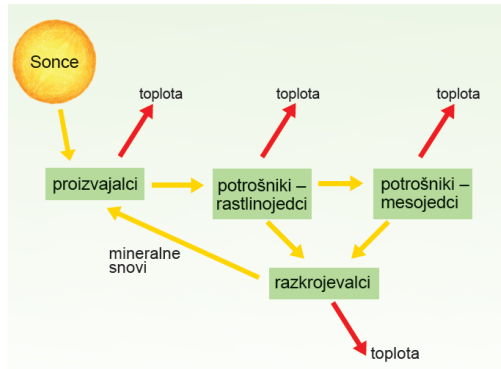 Sonce
toplota
toplota
toplota
proizvajalci
potrošniki –
rastlinojedci
potrošniki –
mesojedci
mineralne
snovi
razkrojevalci
toplota